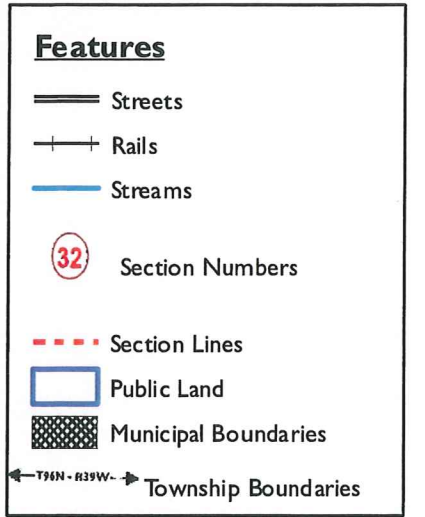 Features
Streets
Rails
Streams
32 Section Numbers
Section Lines
Public Land
Municipal Boundaries
T96N - R39W- Township Boundaries